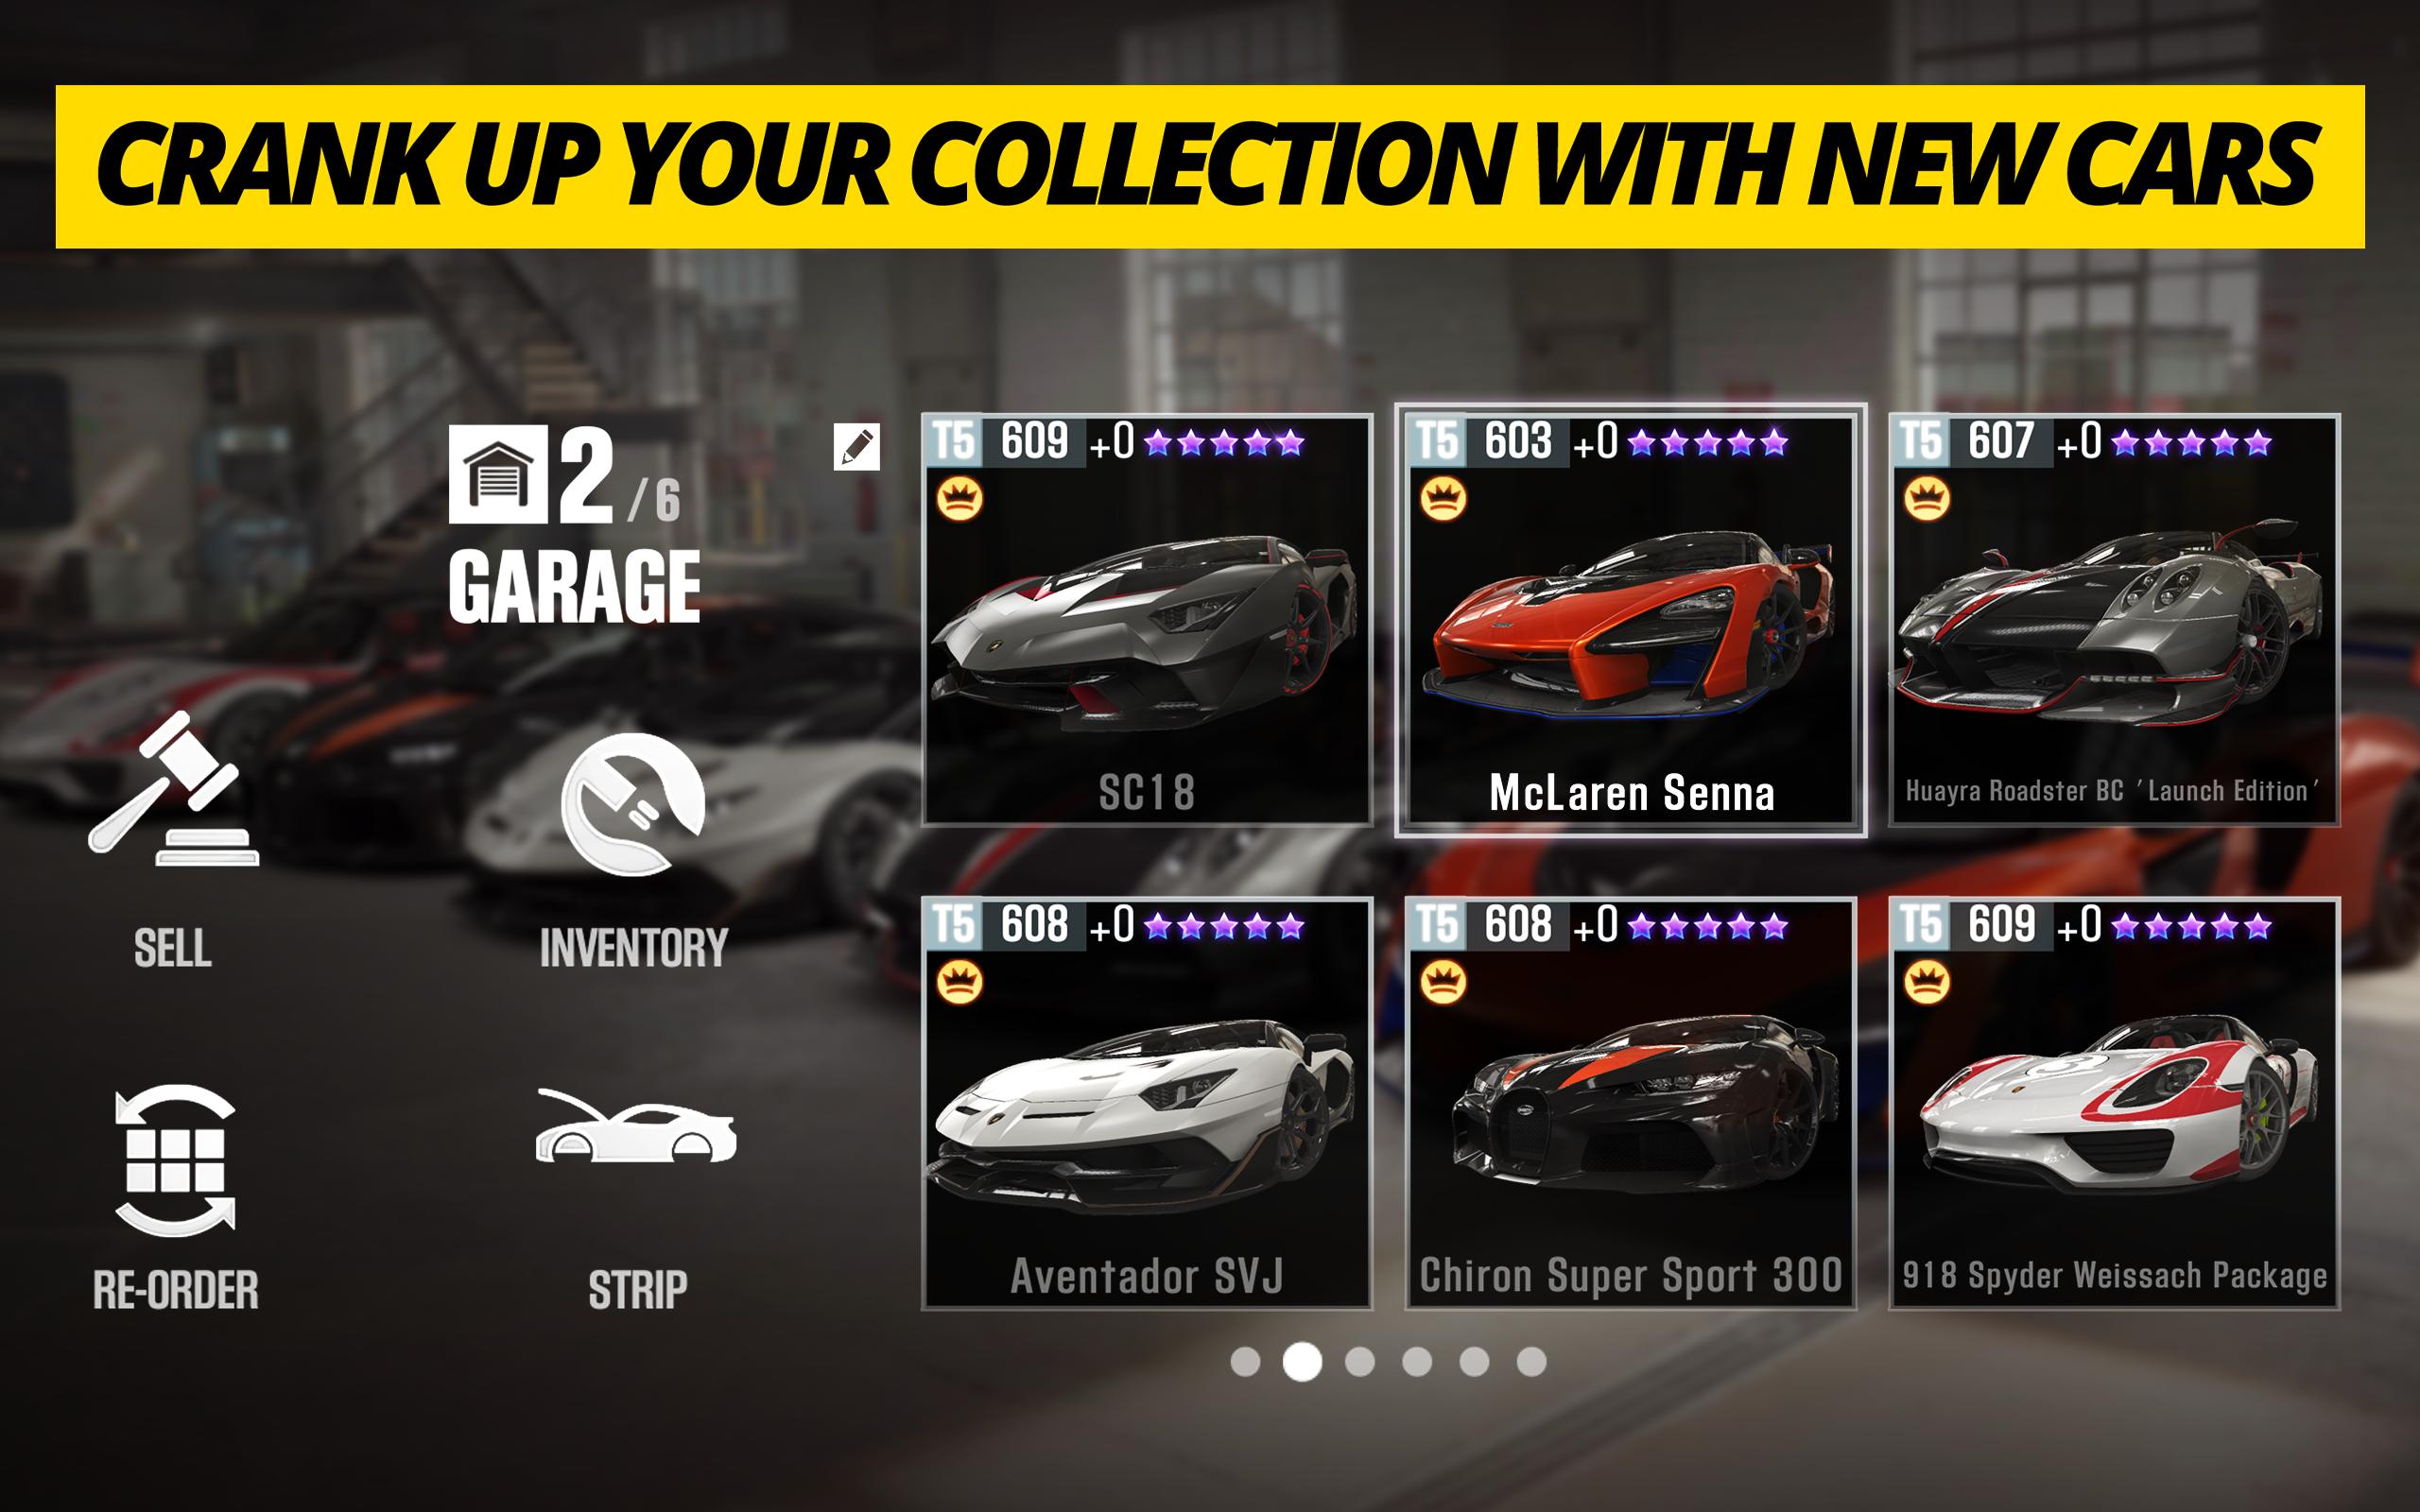 CRANK UP YOUR COLLECTION WITH NEW CARS
2 /6
GARAGE
SELL
INVENTORY
RE-ORDER
STRIP
T5 609 +0
SC18
T5 603 +0
McLaren Senna
T5 607 +0
Huayra Roadster BC 'Launch Edition'
T5 608 +0
Aventador SVJ
T5 608 +0
Chiron Super Sport 300
T5 609 +0
918 Spyder Weissach Package